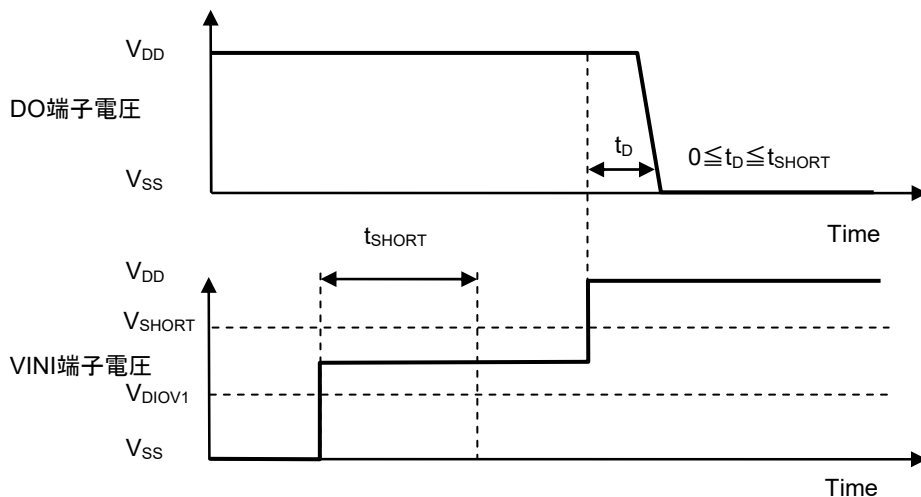 VDD
DO端子電圧
tD
0≦tD≦tSHORT
VSS
Time
tSHORT
VDD
VSHORT
VINI端子電圧
VDIOV1
VSS
Time